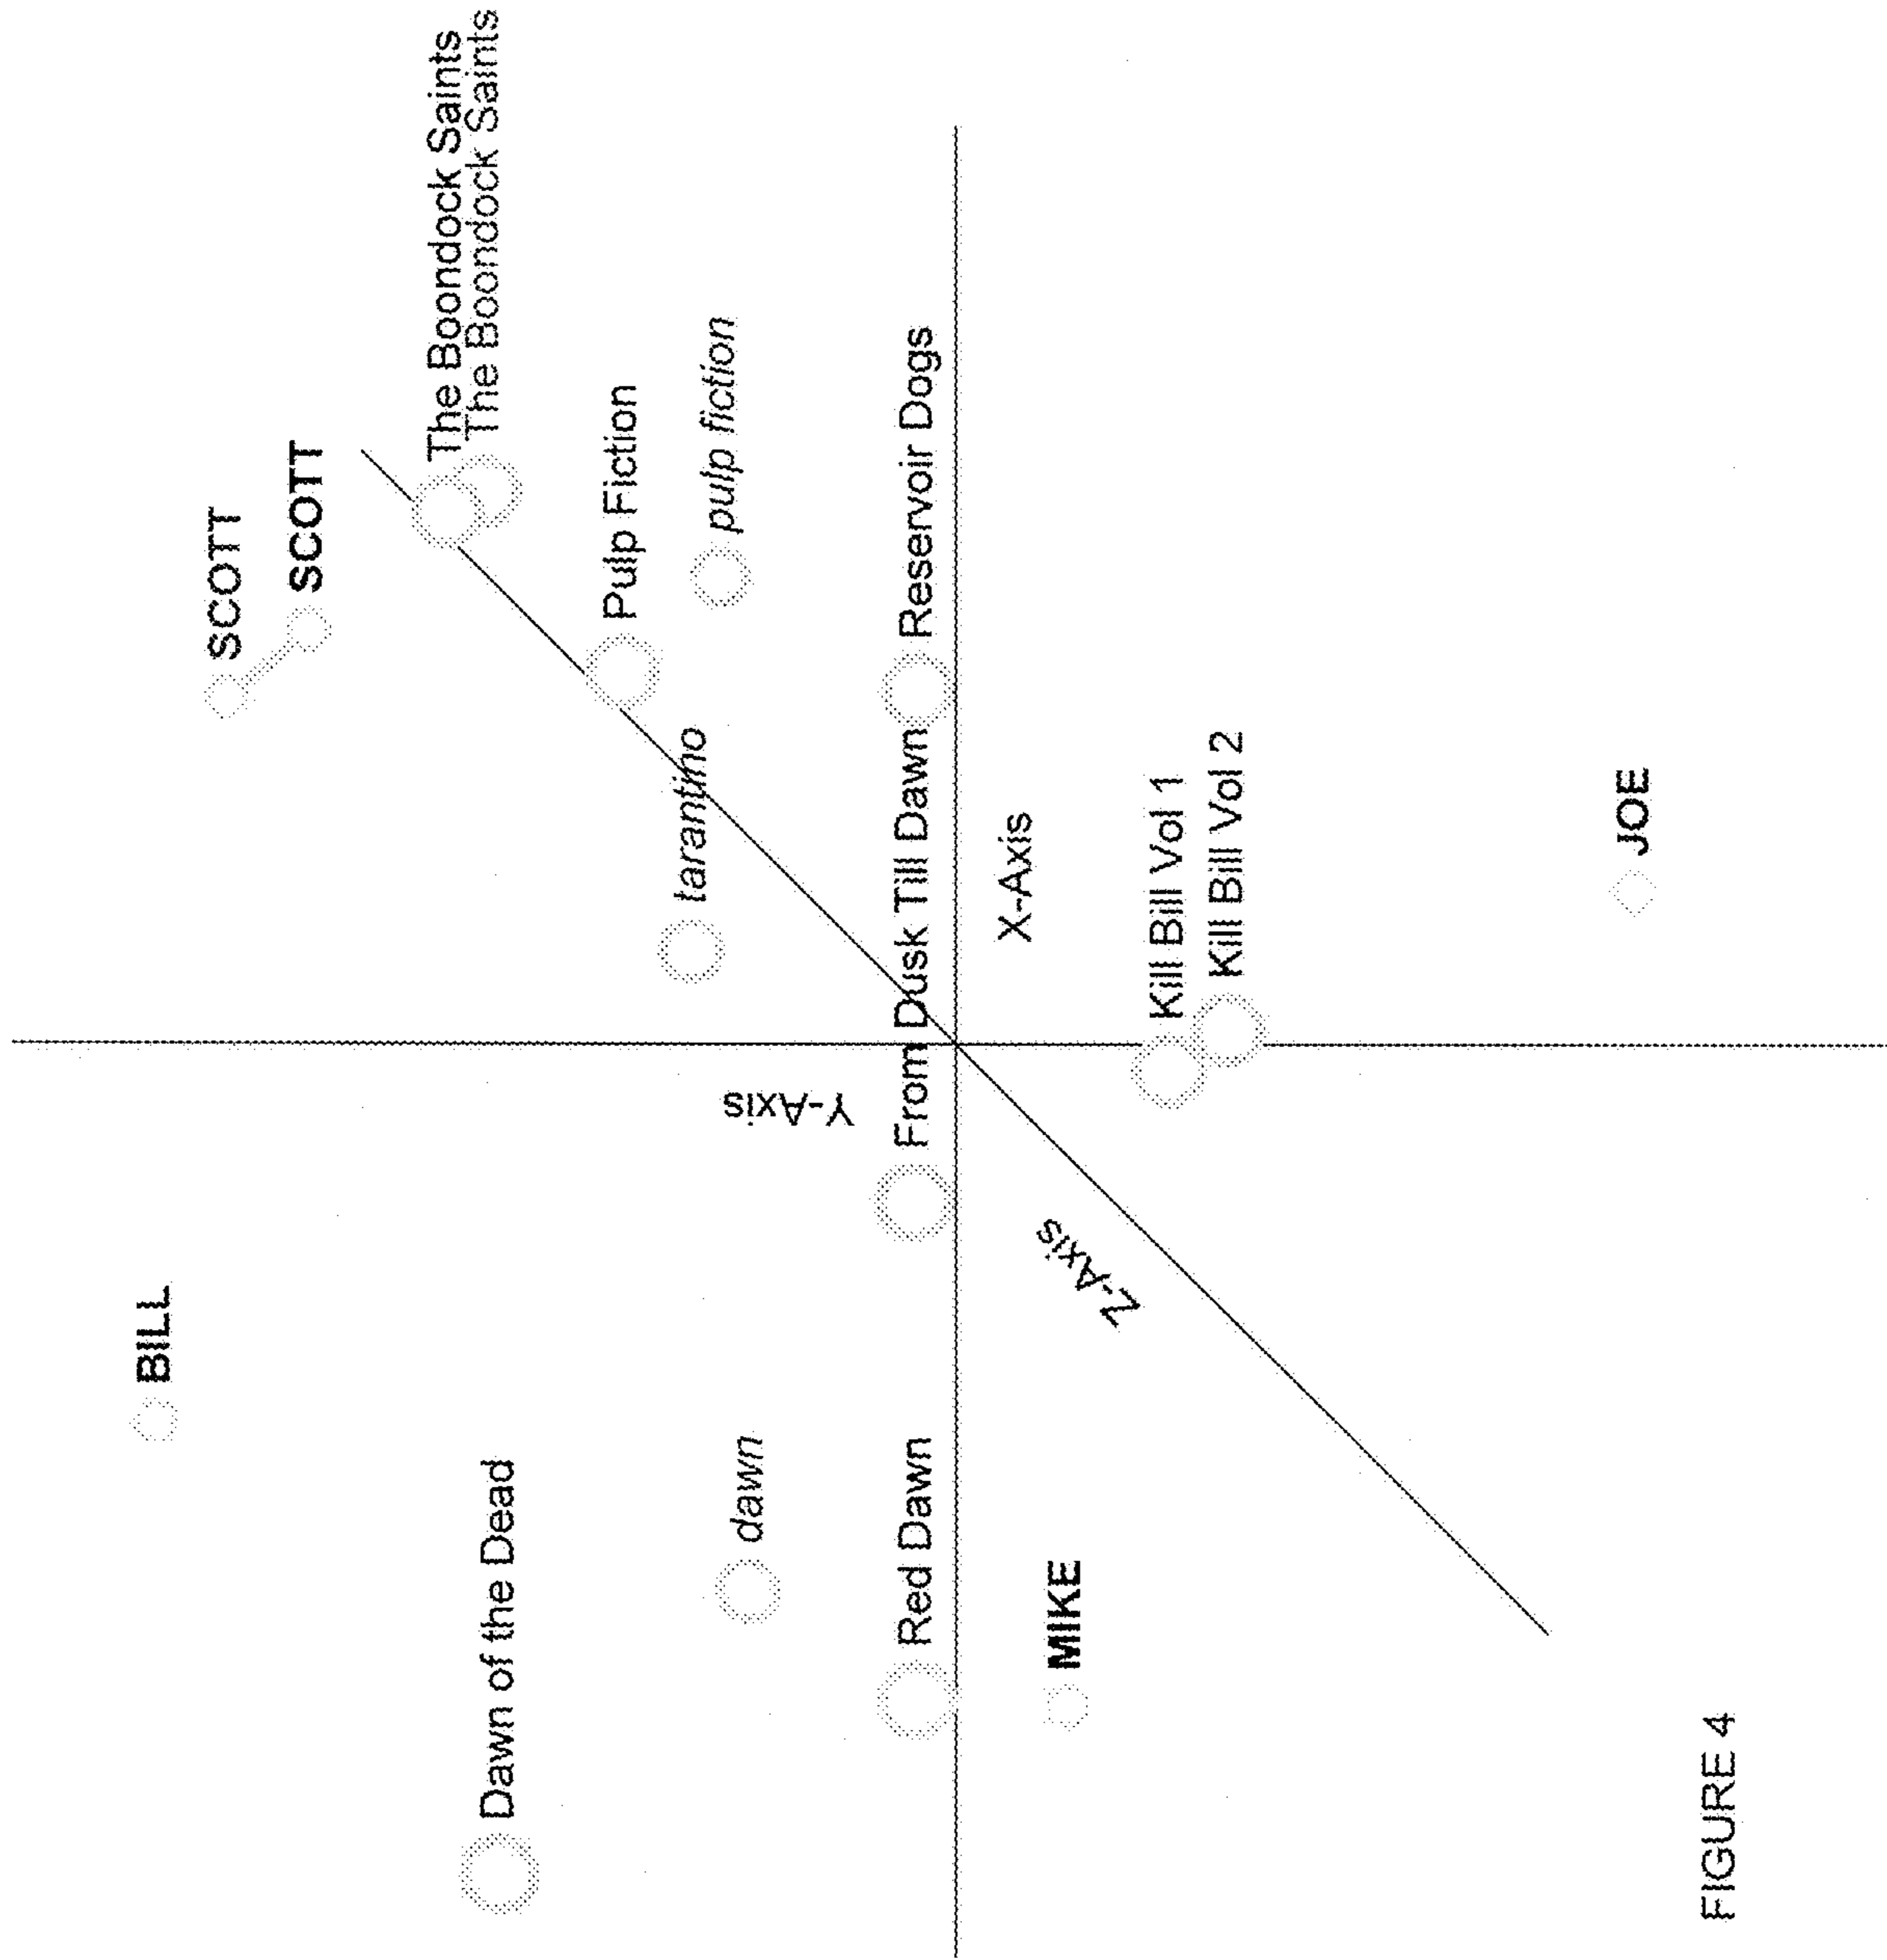 BILL
SCOTT
SCOTT
The Boondock Saints
The Boondock Saints
Dawn of the Dead
Pulp Fiction
tarantino
pulp fiction
dawn
Y-Axis
Red Dawn
From Dusk Till Dawn
Reservoir Dogs
X-Axis
MIKE
Z-Axis
Kill Bill Vol 1
Kill Bill Vol 2
JOE
FIGURE 4